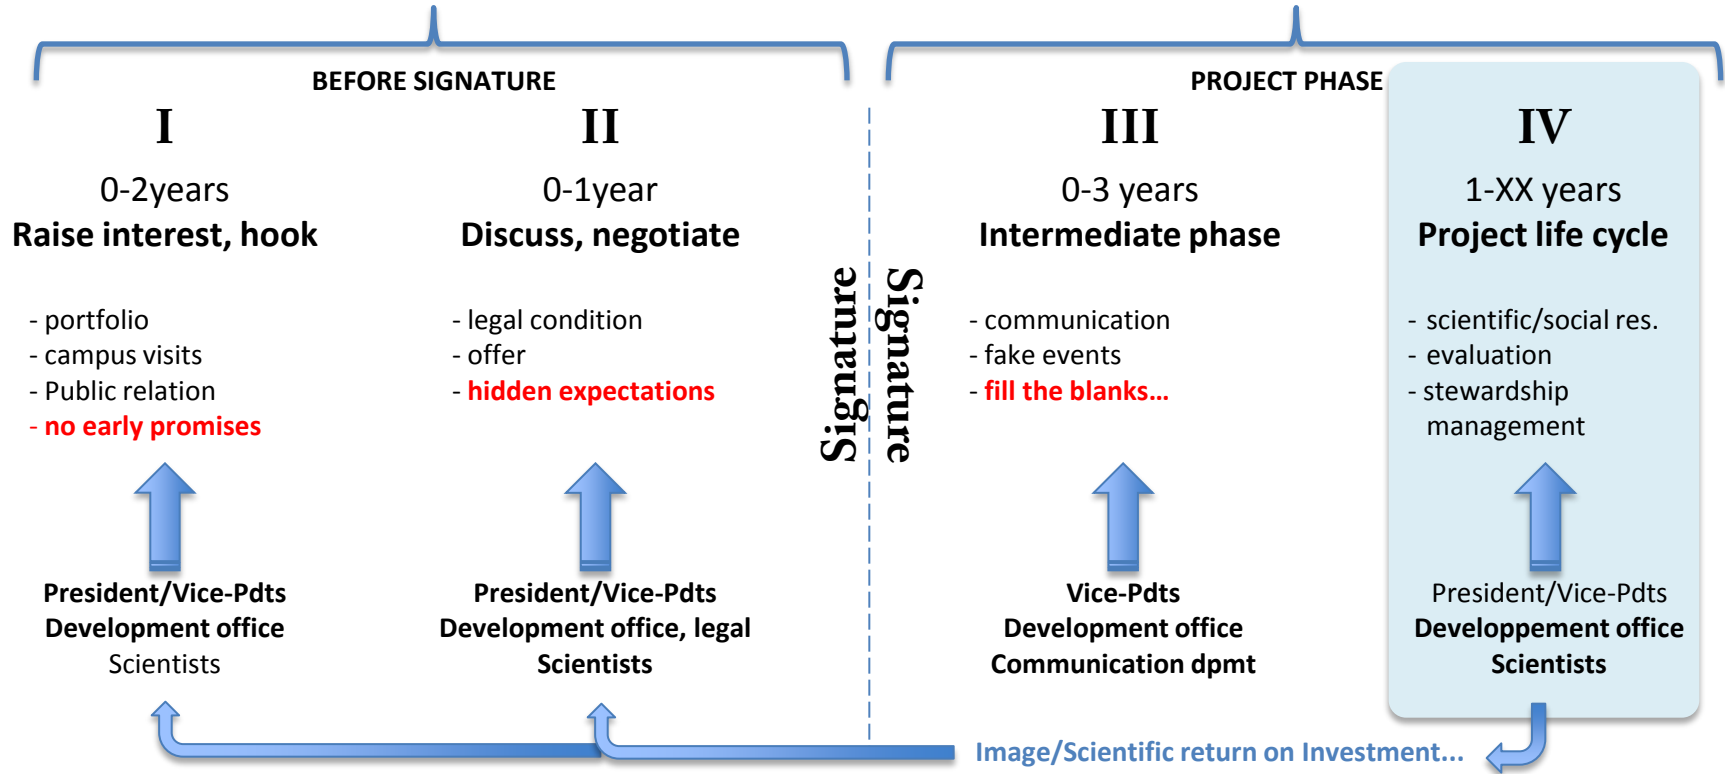 BEFORE SIGNATURE
PROJECT PHASE
I
0-2years
Raise interest, hook
- portfolio
- campus visits
- Public relation
- no early promises
President/Vice-Pdts
Development office
Scientists
II
0-1year
Discuss, negotiate
- legal condition
- offer
- hidden expectations
President/Vice-Pdts
Development office, legal
Scientists
Signature
Signature
III
0-3 years
Intermediate phase
- communication
- fake events
- fill the blanks...
Vice-Pdts
Development office
Communication dpmt
IV
1-XX years
Project life cycle
- scientific/social res.
- evaluation
- stewardship
management
President/Vice-Pdts
Developpement office
Scientists
Image/Scientific return on Investment...